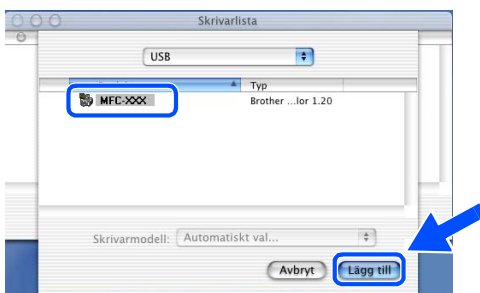 Skrivarlista
USB
Typ
MFC-XXX Brother ...lor 1.20
Skrivarmodell: Automatiskt val...
Avbryt Lägg till